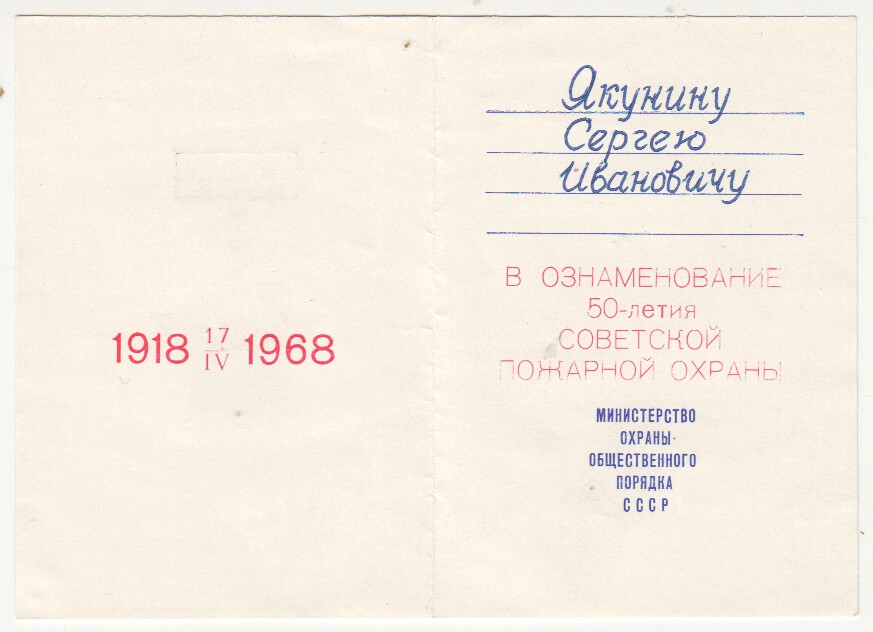 1918 17/IV 1968
Якунину
Сергею
Ивановичу
В ОЗНАМЕНОВАНИЕ
50-летия
СОВЕТСКОЙ
ПОЖАРНОЙ ОХРАНЫ
МИНИСТЕРСТВО
ОХРАНЫ
ОБЩЕСТВЕННОГО
ПОРЯДКА
СССР